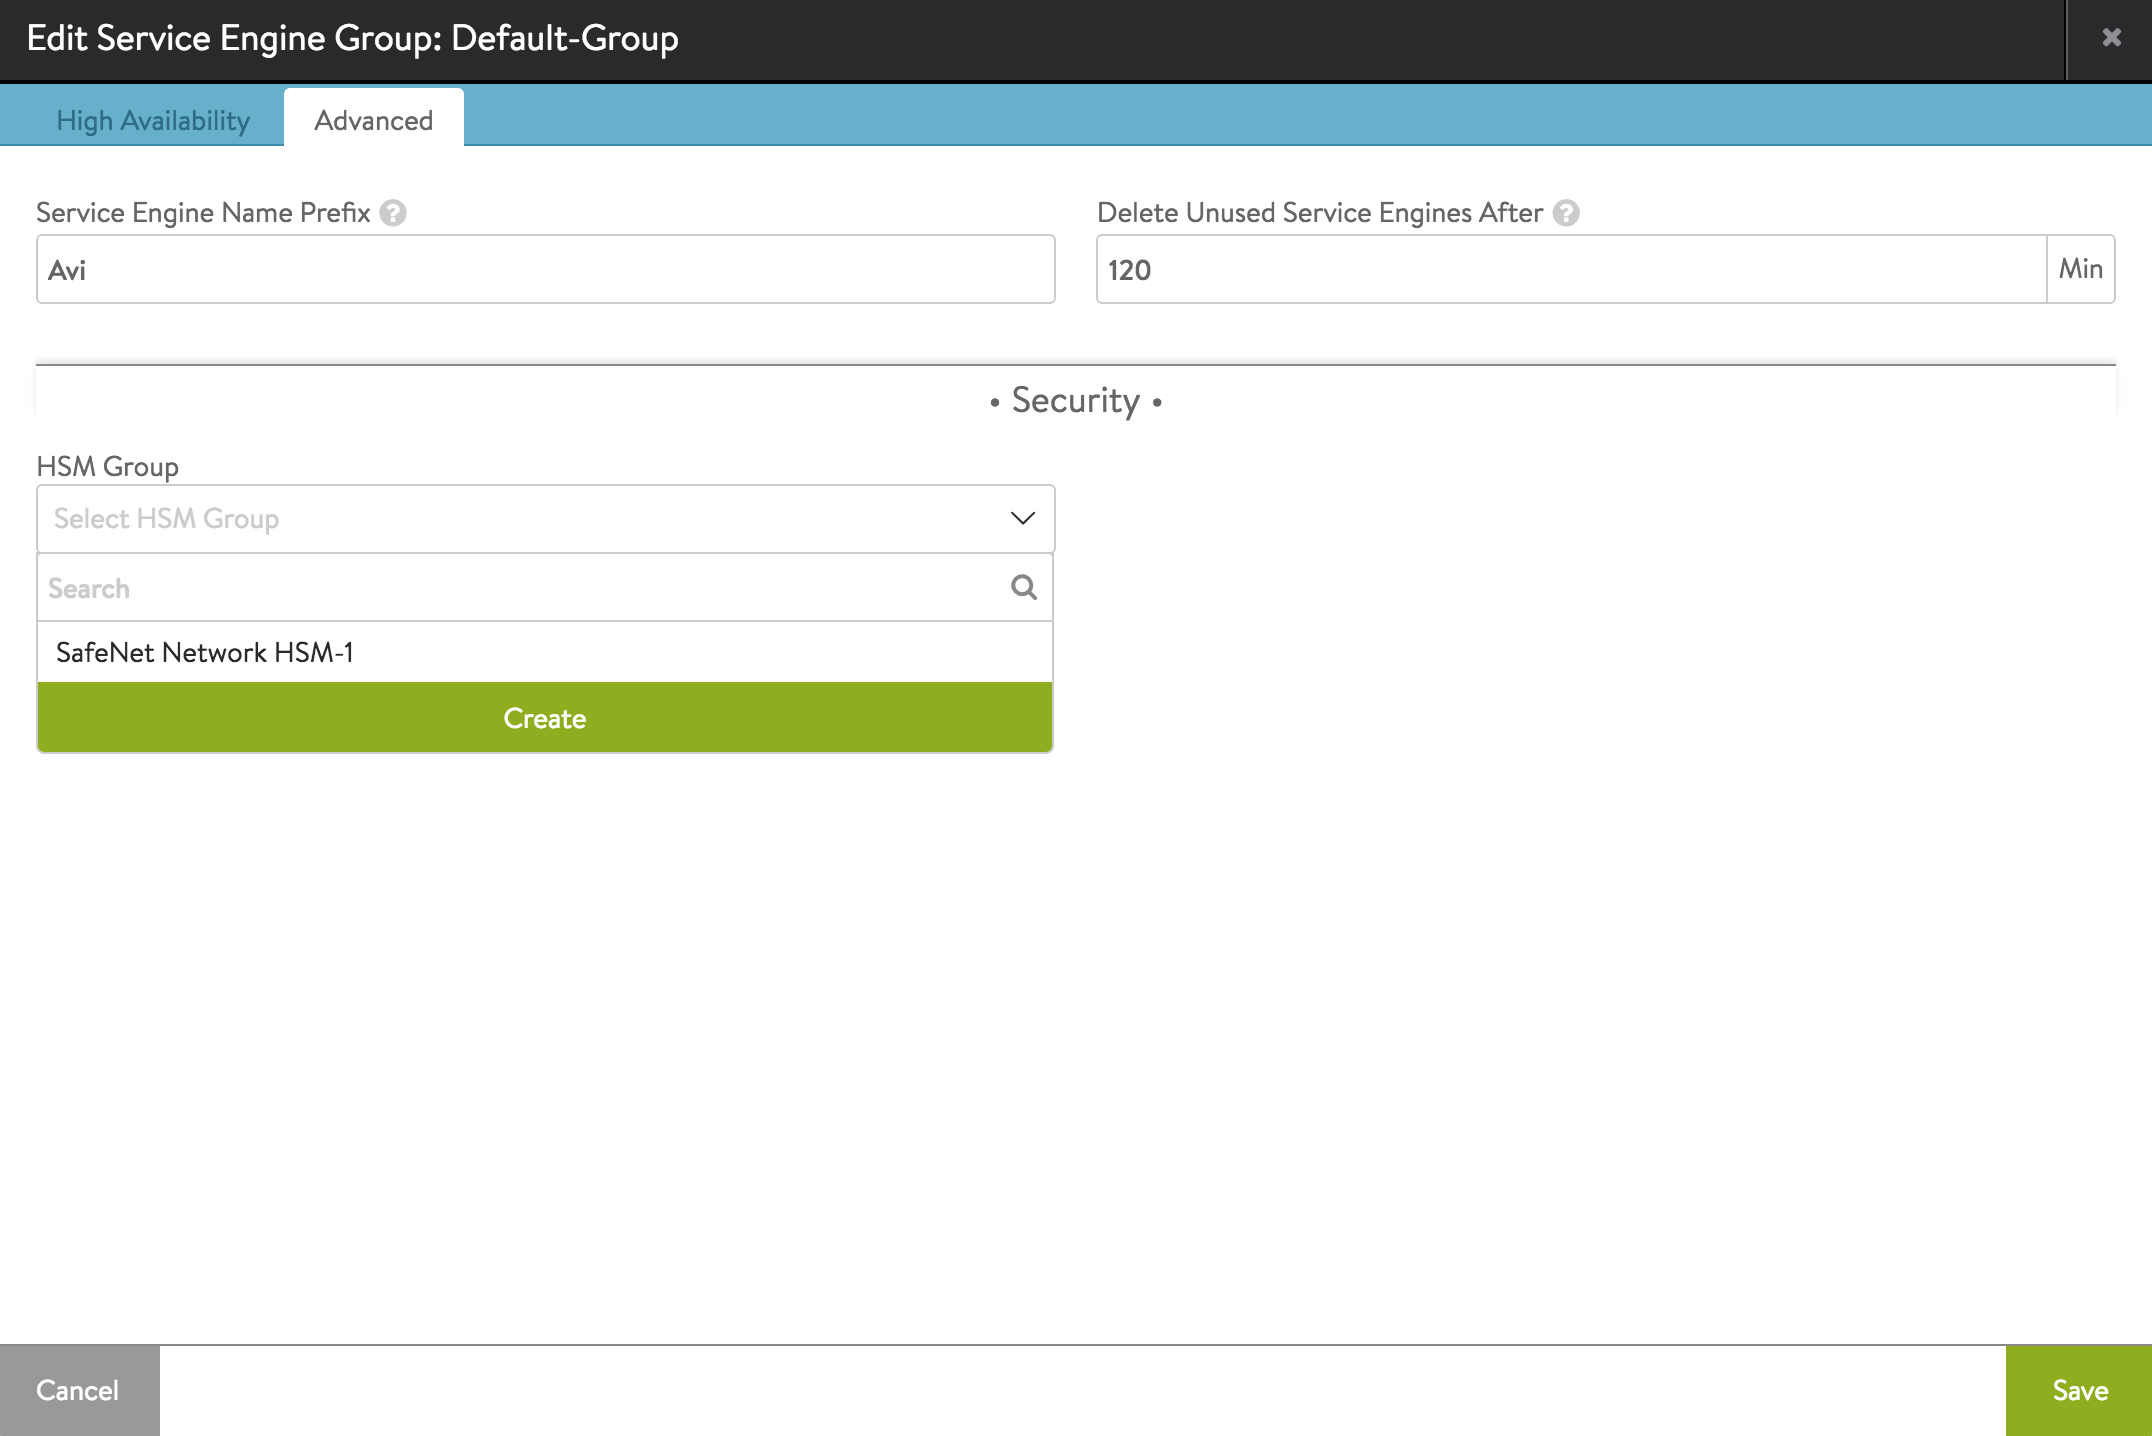 Edit Service Engine Group: Default-Group
High Availability
Advanced
Service Engine Name Prefix ?
Delete Unused Service Engines After ?
Avi
120
Min
• Security •
HSM Group
Select HSM Group
Search
SafeNet Network HSM-1
Create
Cancel
Save